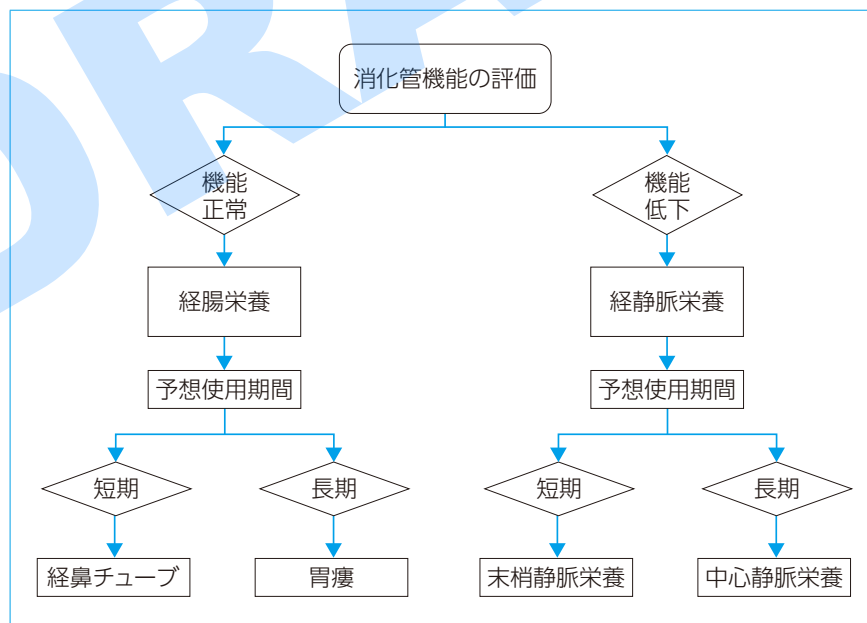 消化管機能の評価
機能
正常
機能
低下
経腸栄養
経静脈栄養
予想使用期間
予想使用期間
短期
長期
短期
長期
経鼻チューブ
胃瘻
末梢静脈栄養
中心静脈栄養